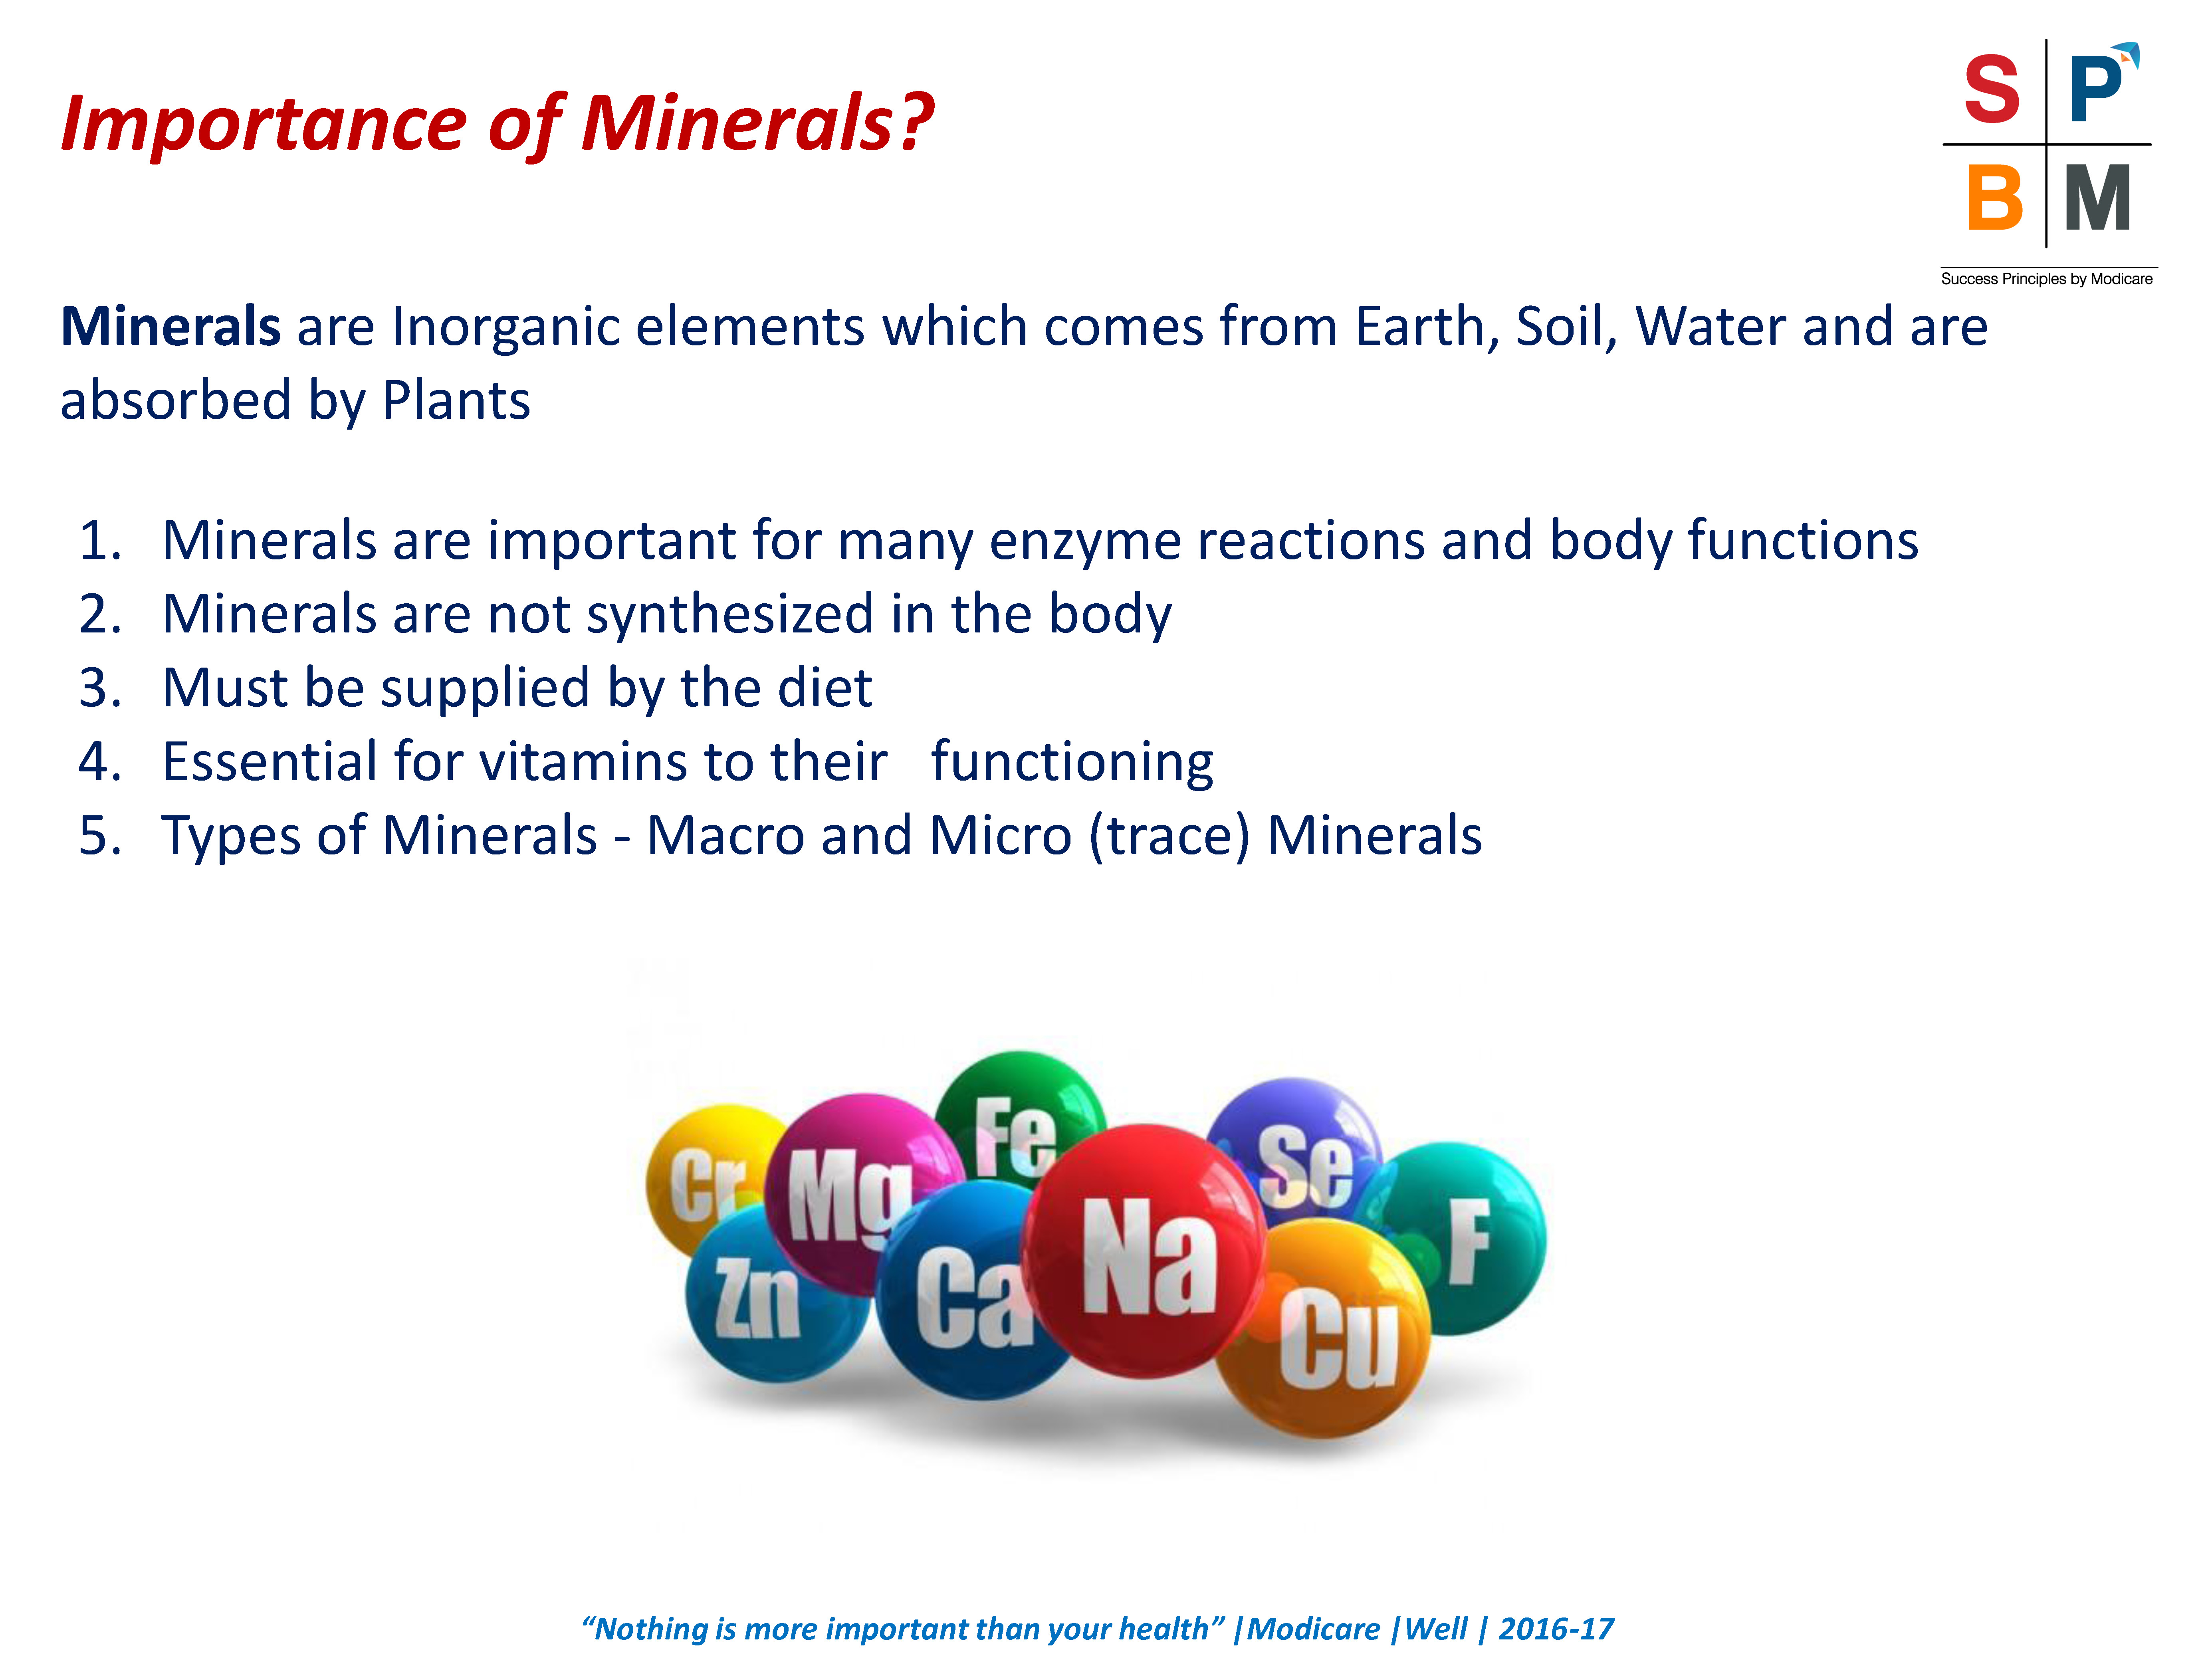 Importance of Minerals?
S P
B M
Success Principles by Modicare
Minerals are Inorganic elements which comes from Earth, Soil, Water and are
absorbed by Plants
1. Minerals are important for many enzyme reactions and body functions
2. Minerals are not synthesized in the body
3. Must be supplied by the diet
4. Essential for vitamins to their functioning
5. Types of Minerals - Macro and Micro (trace) Minerals
Cr Mg Fe Se F
Zn Ca Na Cu
“Nothing is more important than your health” |Modicare |Well | 2016-17